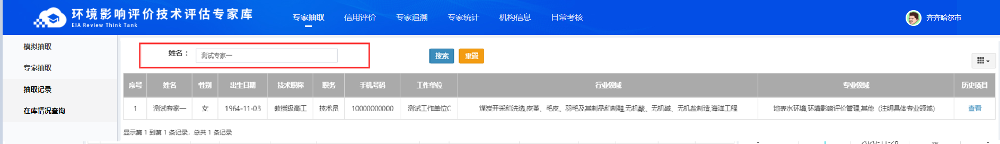 环境影响评价技术评估专家库
EIA Review Think Tank
专家抽取 信用评价 专家追溯 专家统计 机构信息 日常考核
齐齐哈尔市
模拟抽取
专家抽取
抽取记录
在库情况查询
姓名： 测试专家一 搜索 重置
序号 姓名 性别 出生日期 技术职称 职务 手机号码 工作单位 行业领域 专业领域 历史项目
1 测试专家一 女 1964-11-03 教授级高工 技术员 10000000000 测试工作单位C 煤炭开采和洗选,皮革、毛皮、羽毛及其制品和制鞋,无机酸、无机碱、无机盐制造,海洋工程 地表水环境,环境影响评价管理,其他（注明具体专业领域） 查看
显示第 1 到第 1 条记录，总共 1 条记录